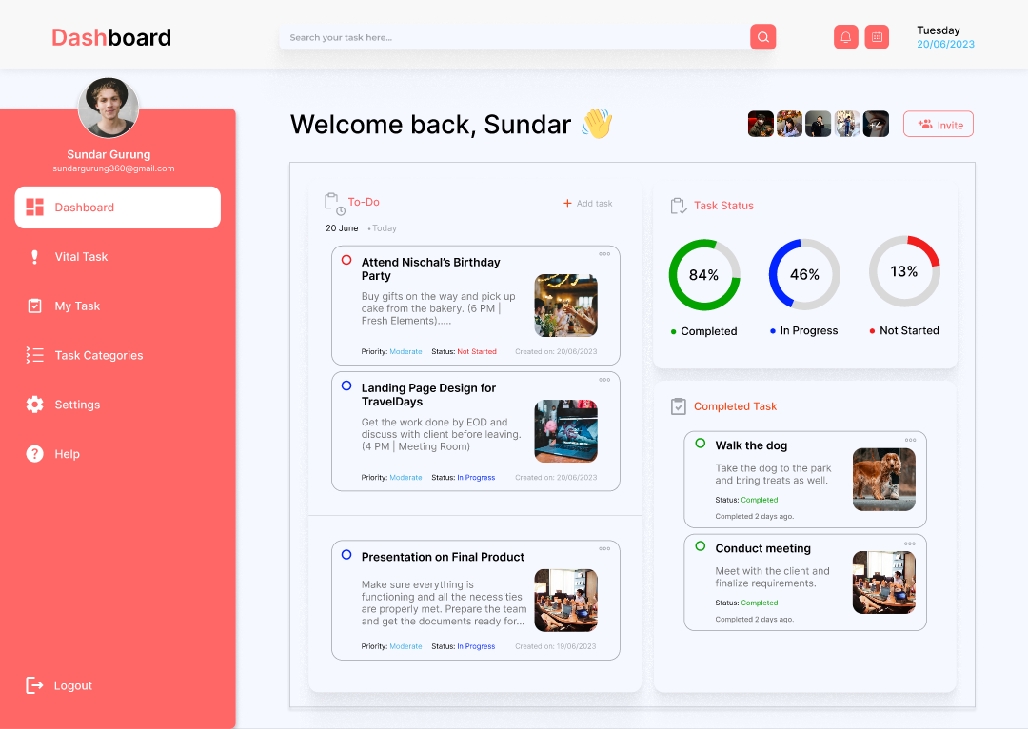 Dashboard
Search your task here...
Tuesday
20/06/2023
Sundar Gurung
sundargurung360@gmail.com
Dashboard
Vital Task
My Task
Task Categories
Settings
Help
Logout
Welcome back, Sundar 👋
+4
Invite
To-Do
Add task
20 June • Today
Attend Nischal's Birthday
Party
Buy gifts on the way and pick up
cake from the bakery. (6 PM |
Fresh Elements).....
Priority: Moderate Status: Not Started Created on: 20/06/2023
Landing Page Design for
TravelDays
Get the work done by EOD and
discuss with client before leaving.
(4 PM | Meeting Room)
Priority: Moderate Status: In Progress Created on: 20/06/2023
Presentation on Final Product
Make sure everything is
functioning and all the necessities
are properly met. Prepare the team
and get the documents ready for...
Priority: Moderate Status: In Progress Created on: 19/06/2023
Task Status
84%
46%
13%
Completed
In Progress
Not Started
Completed Task
Walk the dog
Take the dog to the park
and bring treats as well.
Status: Completed
Completed 2 days ago.
Conduct meeting
Meet with the client and
finalize requirements.
Status: Completed
Completed 2 days ago.